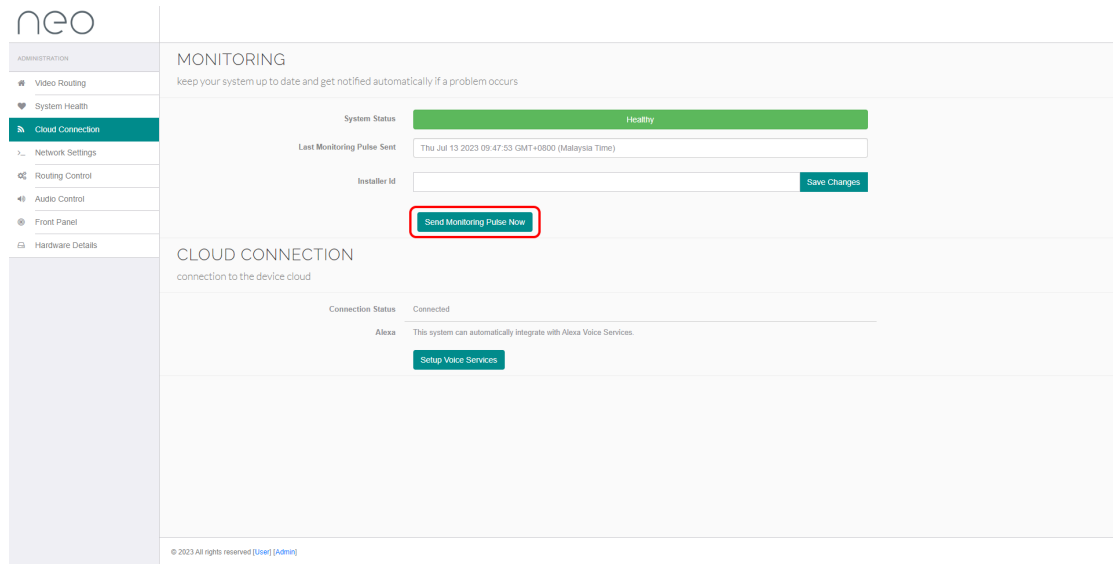 neo
ADMINISTRATION
Video Routing
System Health
Cloud Connection
Network Settings
Routing Control
Audio Control
Front Panel
Hardware Details
MONITORING
keep your system up to date and get notified automatically if a problem occurs
System Status Healthy
Last Monitoring Pulse Sent Thu Jul 13 2023 09:47:53 GMT+0800 (Malaysia Time)
Installer Id Save Changes
Send Monitoring Pulse Now
CLOUD CONNECTION
connection to the device cloud
Connection Status Connected
Alexa This system can automatically integrate with Alexa Voice Services.
Setup Voice Services
© 2023 All rights reserved [User] [Admin]